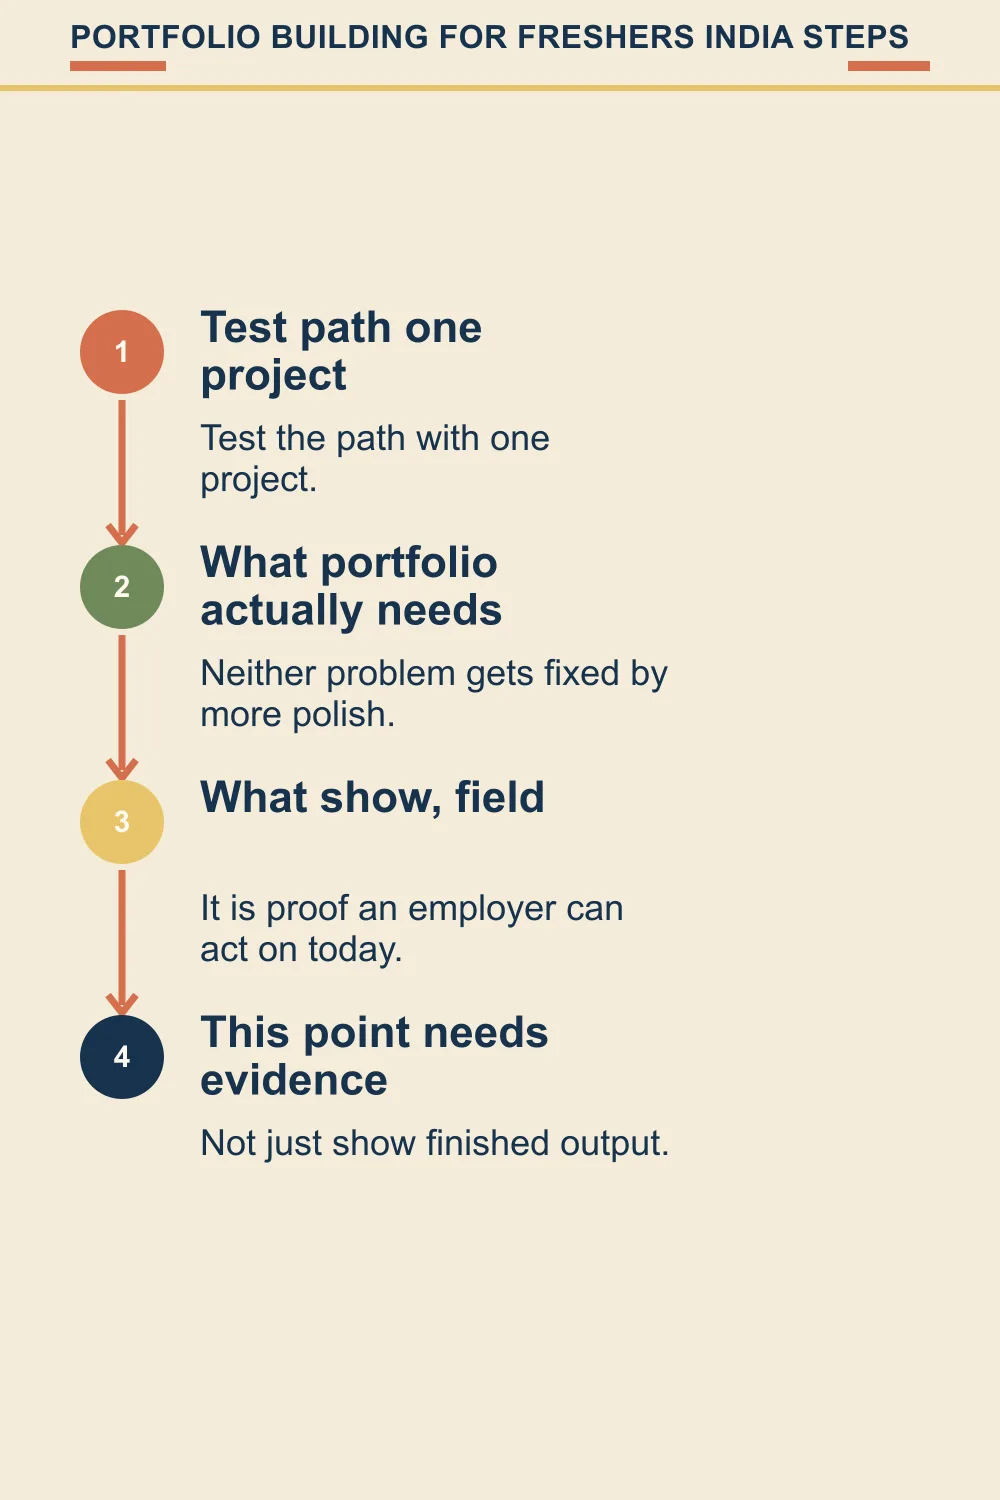 PORTFOLIO BUILDING FOR FRESHERS INDIA STEPS
1
Test path one
project
Test the path with one
project.
2
What portfolio
actually needs
Neither problem gets fixed by
more polish.
3
What show, field
It is proof an employer can
act on today.
4
This point needs
evidence
Not just show finished output.